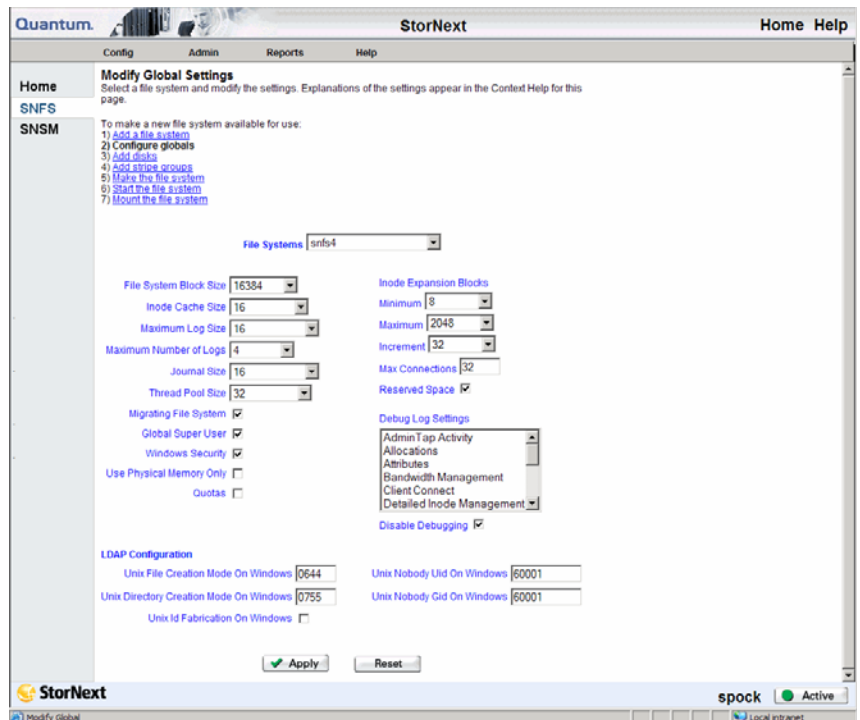 Quantum.
StorNext
Home Help
Config Admin Reports Help
Home
SNFS
SNSM
Modify Global Settings
Select a file system and modify the settings. Explanations of the settings appear in the Context Help for this
page.
To make a new file system available for use:
1) Add a file system
2) Configure globals
3) Add disks
4) Add stripe groups
5) Make the file system
6) Start the file system
7) Mount the file system
File Systems snfs4
File System Block Size 16384
Inode Cache Size 16
Maximum Log Size 16
Maximum Number of Logs 4
Journal Size 16
Thread Pool Size 32
Migrating File System
Global Super User
Windows Security
Use Physical Memory Only
Quotas
Inode Expansion Blocks
Minimum 8
Maximum 2048
Increment 32
Max Connections 32
Reserved Space
Debug Log Settings
AdminTap Activity
Allocations
Attributes
Bandwidth Management
Client Connect
Detailed Inode Management
Disable Debugging
LDAP Configuration
Unix File Creation Mode On Windows 0644
Unix Nobody Uid On Windows 60001
Unix Directory Creation Mode On Windows 0755
Unix Nobody Gid On Windows 60001
Unix Id Fabrication On Windows
Apply Reset
StorNext
spock Active
Modify Global
Local intranet